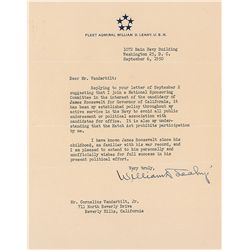 FLEET ADMIRAL WILLIAM D. LEAHY, U.S.N.
1072 Main Navy Building
Washington 25, D. C.
September 6, 1950
Dear Mr. Vanderbilt:
Replying to your letter of September 2
suggesting that I join a National Sponsoring
Committee in the interest of the candidacy of
James Roosevelt for Governor of California, it
has been my established policy throughout my
active service in the Navy to avoid all public
endorsement or political association with
candidates for office. It is also my under-
standing that the Hatch Act prohibits participation
by me.
I have known James Roosevelt since his
childhood, am familiar with his war record, and
I am pleased to extend to him personally and
unofficially wishes for full success in his
present political effort.
Very truly,
William D Leahy
Mr. Cornelius Vanderbilt, Jr.
711 North Beverly Drive
Beverly Hills, California